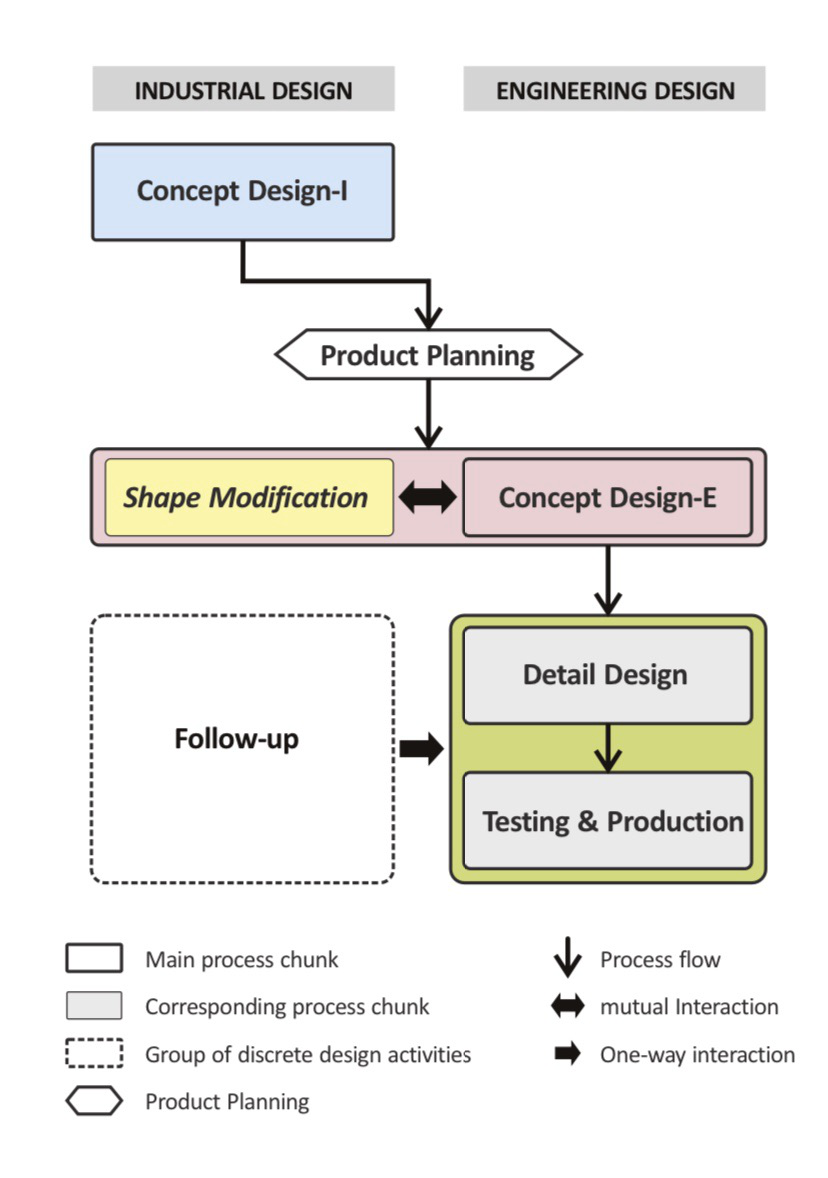 INDUSTRIAL DESIGN
ENGINEERING DESIGN
Concept Design-I
Product Planning
Shape Modification
Concept Design-E
Detail Design
Follow-up
Testing & Production
Main process chunk
Process flow
Corresponding process chunk
mutual Interaction
Group of discrete design activities
One-way interaction
Product Planning